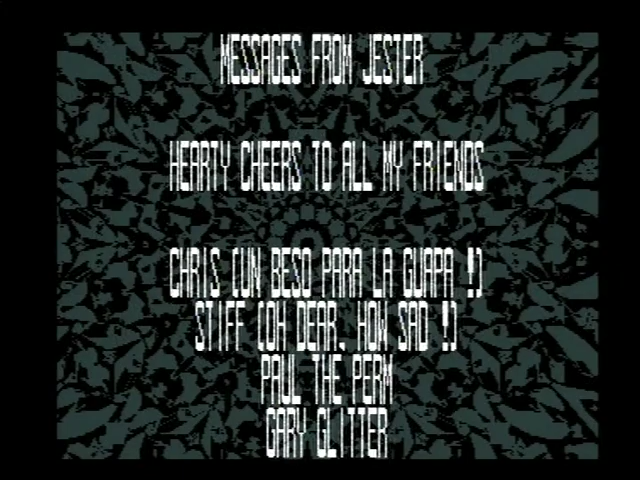 MESSAGES FROM JESTER
HEARTY CHEERS TO ALL MY FRIENDS
CHRIS (UN BESO PARA LA GUAPA !)
STIFF (OH DEAR, HOW SAD !)
PAUL THE PERM
GARY GLITTER